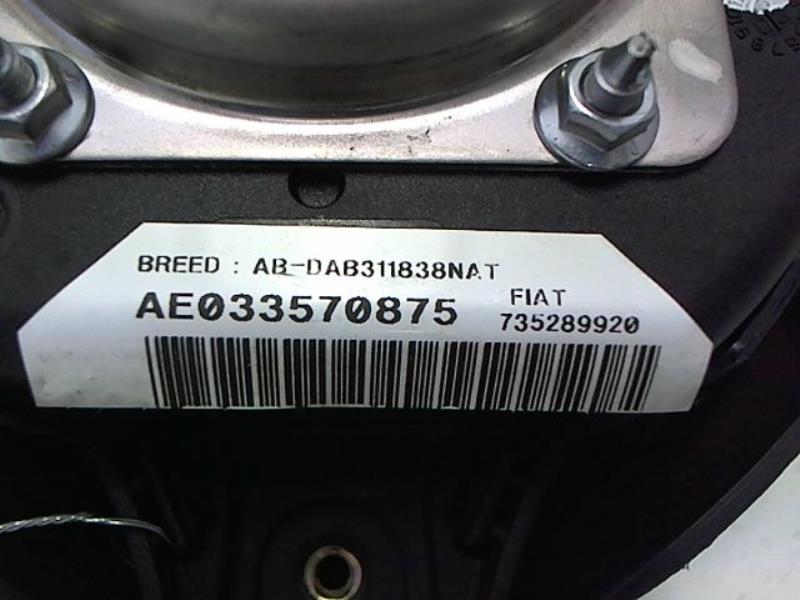 BREED : AB-DAB311838NAT
AE033570875
FIAT
735289920